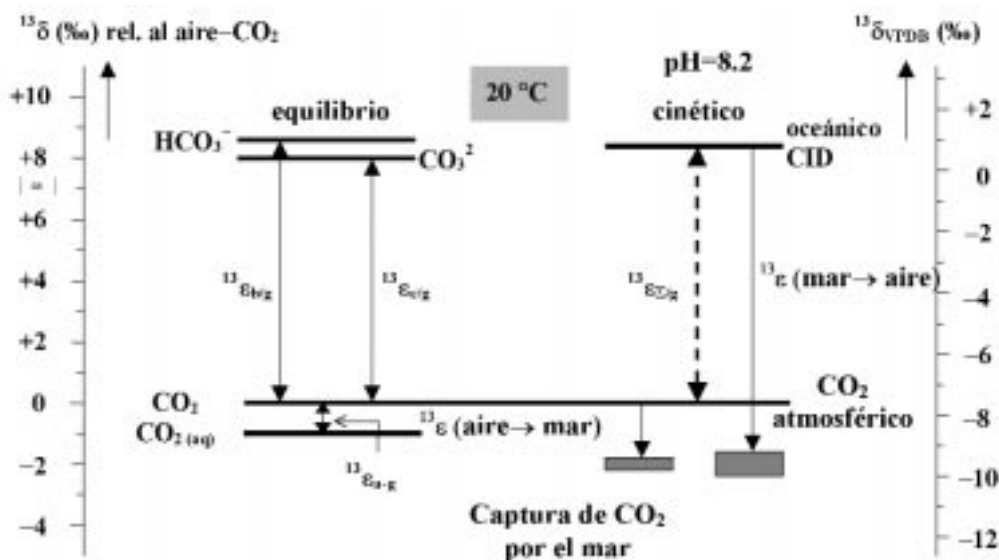 ¹³δ (‰) rel. al aire–CO₂
¹³δVPDB (‰)
pH=8.2
20 °C
equilibrio
cinético
+10
+8
+6
+4
+2
0
−2
−4
HCO₃⁻
CO₃²
oceánico
CID
+2
0
−2
−4
−6
−8
−10
−12
¹³εb/g
¹³εc/g
¹³εΣ/g
¹³ε (mar→ aire)
CO₂
CO₂ (aq)
¹³ε (aire→ mar)
¹³εa-g
CO₂
atmosférico
Captura de CO₂
por el mar